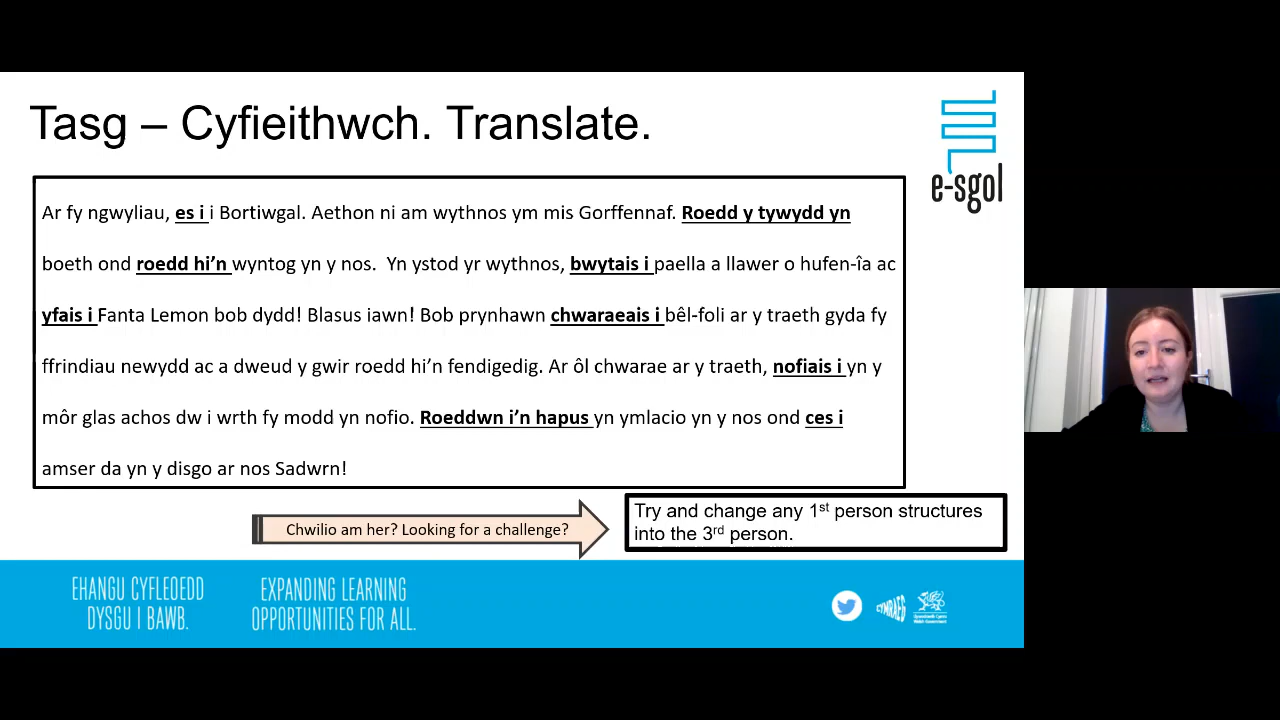 Tasg – Cyfieithwch. Translate.
e-sgol
Ar fy ngwyliau, es i i Bortiwgal. Aethon ni am wythnos ym mis Gorffennaf. Roedd y tywydd yn
boeth ond roedd hi'n wyntog yn y nos. Yn ystod yr wythnos, bwytais i paella a llawer o hufen-îa ac
yfais i Fanta Lemon bob dydd! Blasus iawn! Bob prynhawn chwaraeais i bêl-foli ar y traeth gyda fy
ffrindiau newydd ac a dweud y gwir roedd hi'n fendigedig. Ar ôl chwarae ar y traeth, nofiais i yn y
môr glas achos dw i wrth fy modd yn nofio. Roeddwn i'n hapus yn ymlacio yn y nos ond ces i
amser da yn y disgo ar nos Sadwrn!
Chwilio am her? Looking for a challenge?
Try and change any 1st person structures
into the 3rd person.
EHANGU CYFLEOEDD
DYSGU I BAWB.
EXPANDING LEARNING
OPPORTUNITIES FOR ALL.
CYMRAEG
Llywodraeth Cymru
Welsh Government